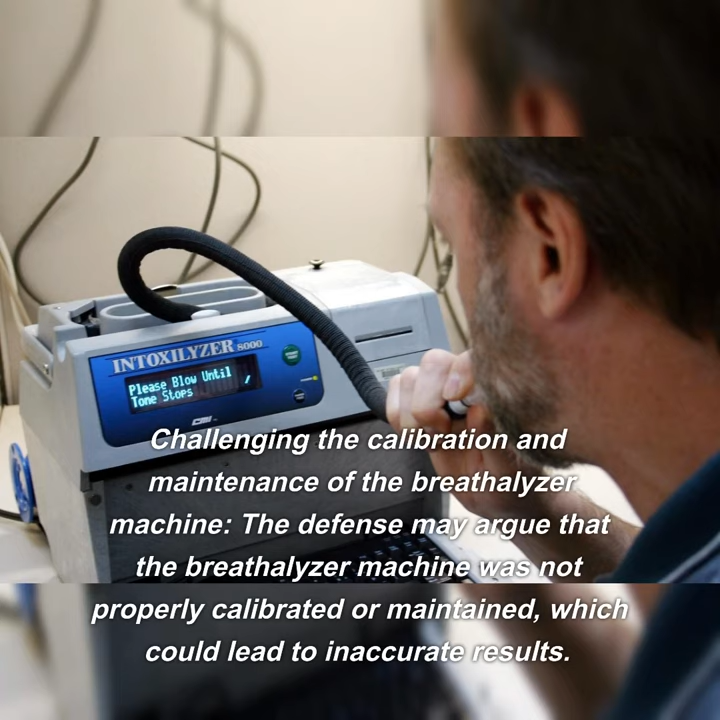 INTOXILYZER 8000
Please Blow Until /
Tone Stops
CMI
Challenging the calibration and
maintenance of the breathalyzer
machine: The defense may argue that
the breathalyzer machine was not
properly calibrated or maintained, which
could lead to inaccurate results.